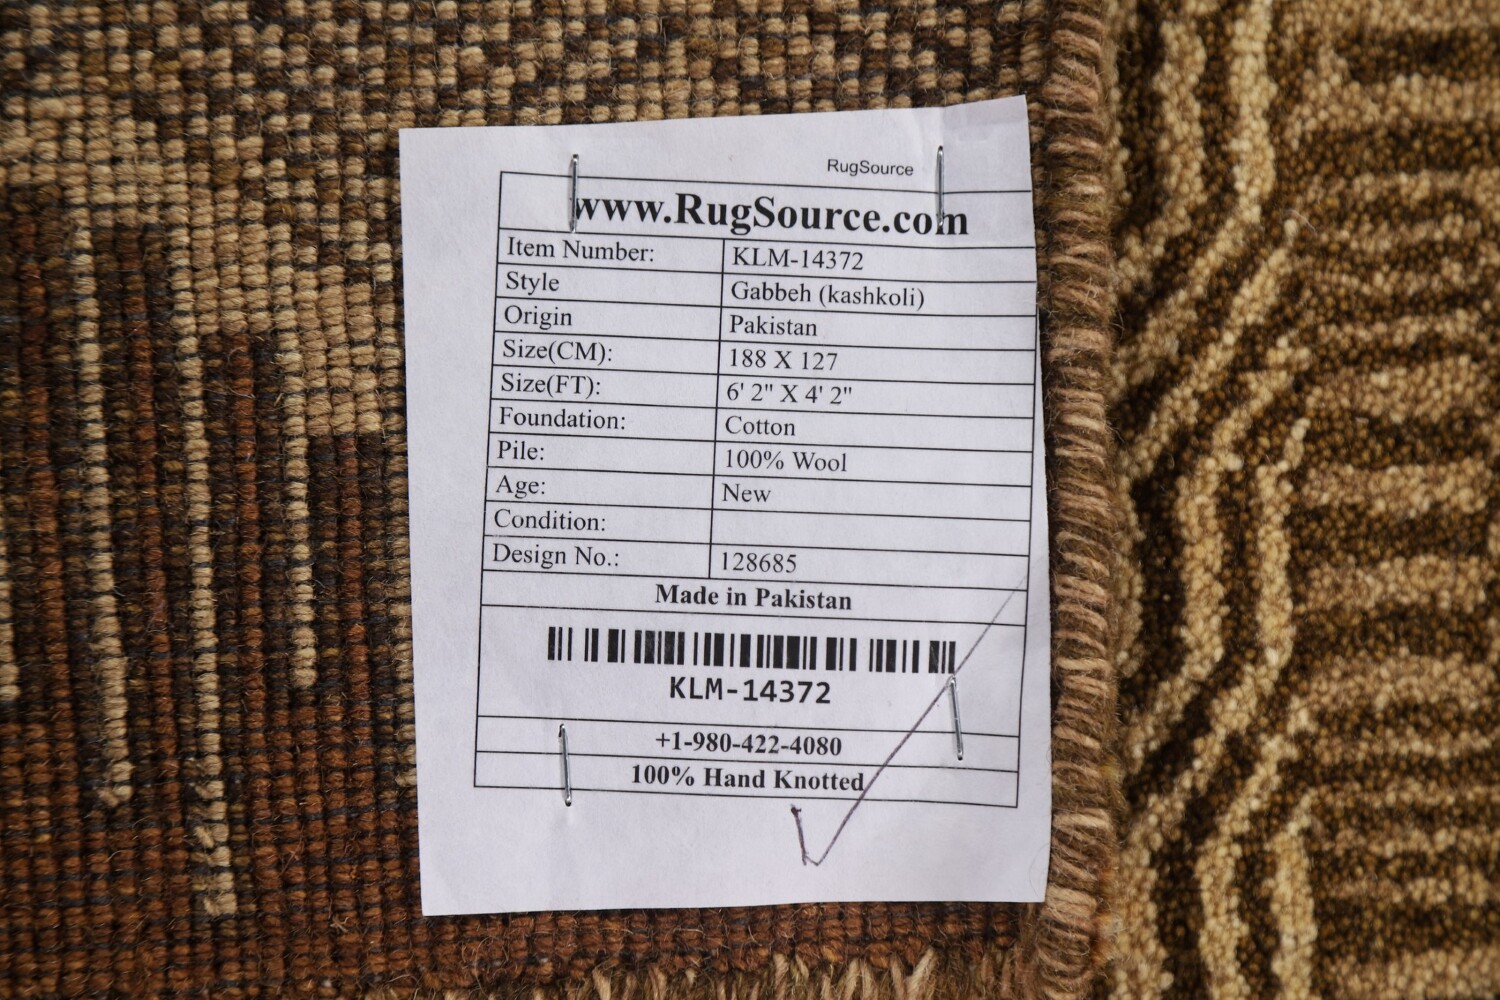 RugSource
www.RugSource.com
Item Number: KLM-14372
Style Gabbeh (kashkoli)
Origin Pakistan
Size(CM): 188 X 127
Size(FT): 6' 2" X 4' 2"
Foundation: Cotton
Pile: 100% Wool
Age: New
Condition:
Design No.: 128685
Made in Pakistan
KLM-14372
+1-980-422-4080
100% Hand Knotted